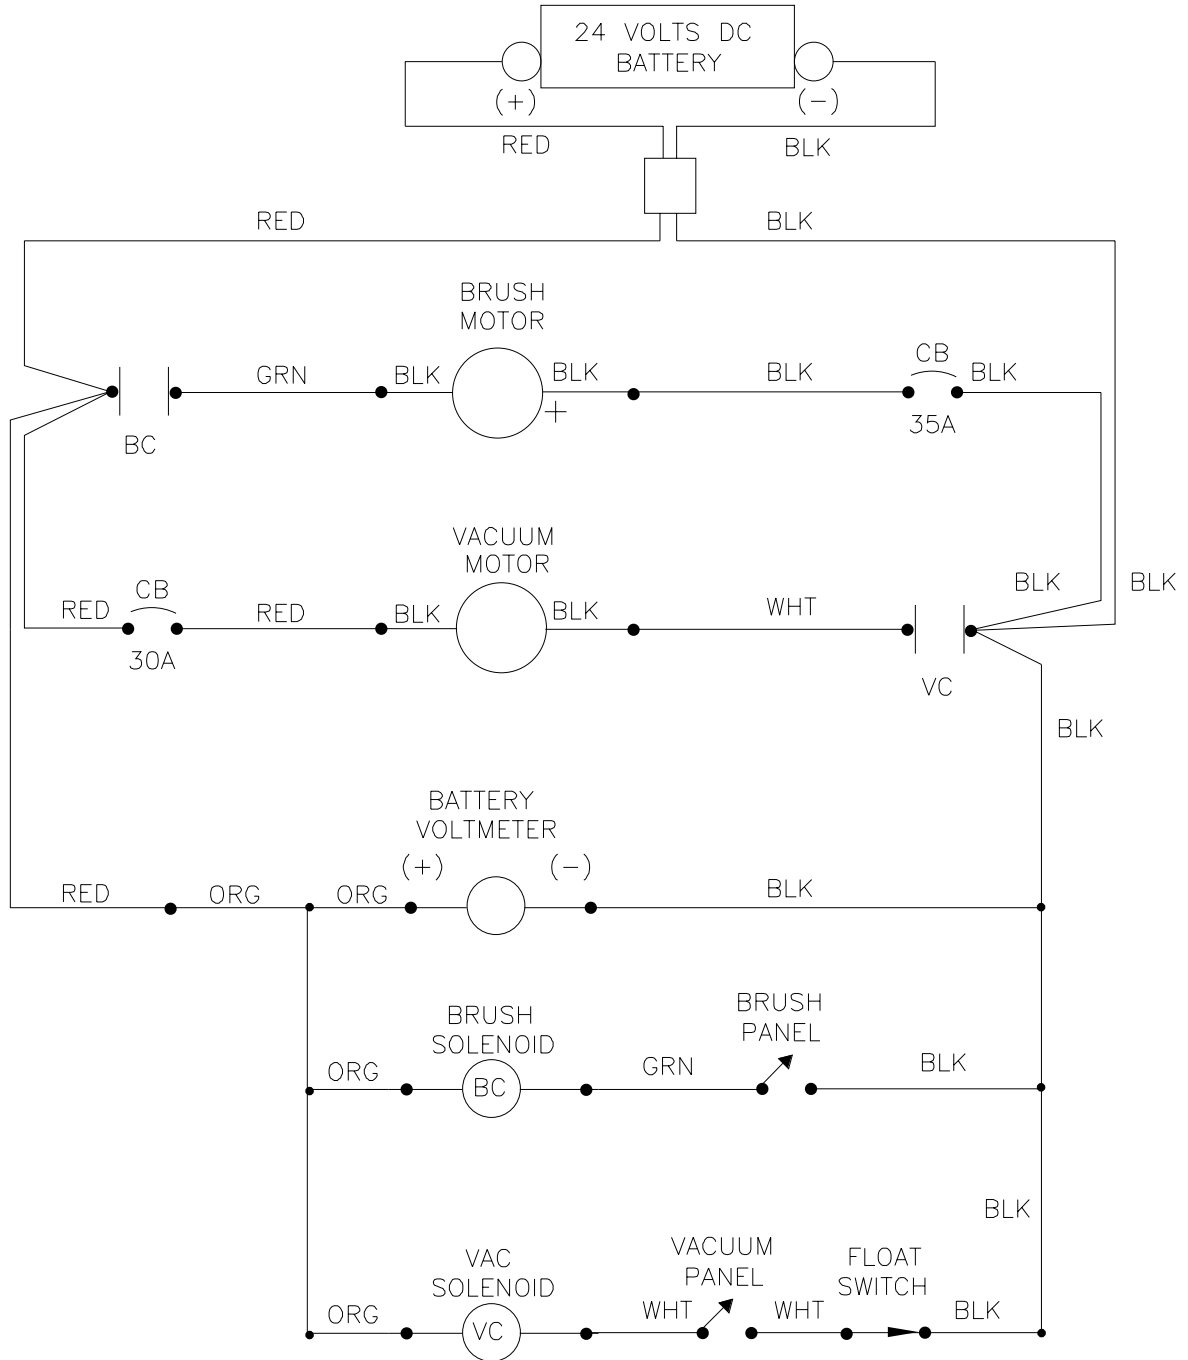 24 VOLTS DC
BATTERY
(+)
(-)
RED
BLK
RED
BLK
BRUSH
MOTOR
CB
GRN
BLK
BLK
BLK
BLK
+
35A
BC
VACUUM
MOTOR
CB
BLK
BLK
RED
RED
BLK
BLK
WHT
30A
VC
BLK
BATTERY
VOLTMETER
(+)
(-)
RED
ORG
ORG
BLK
BRUSH
PANEL
BRUSH
SOLENOID
ORG
BC
GRN
BLK
BLK
VACUUM
PANEL
FLOAT
SWITCH
VAC
SOLENOID
ORG
VC
WHT
WHT
BLK